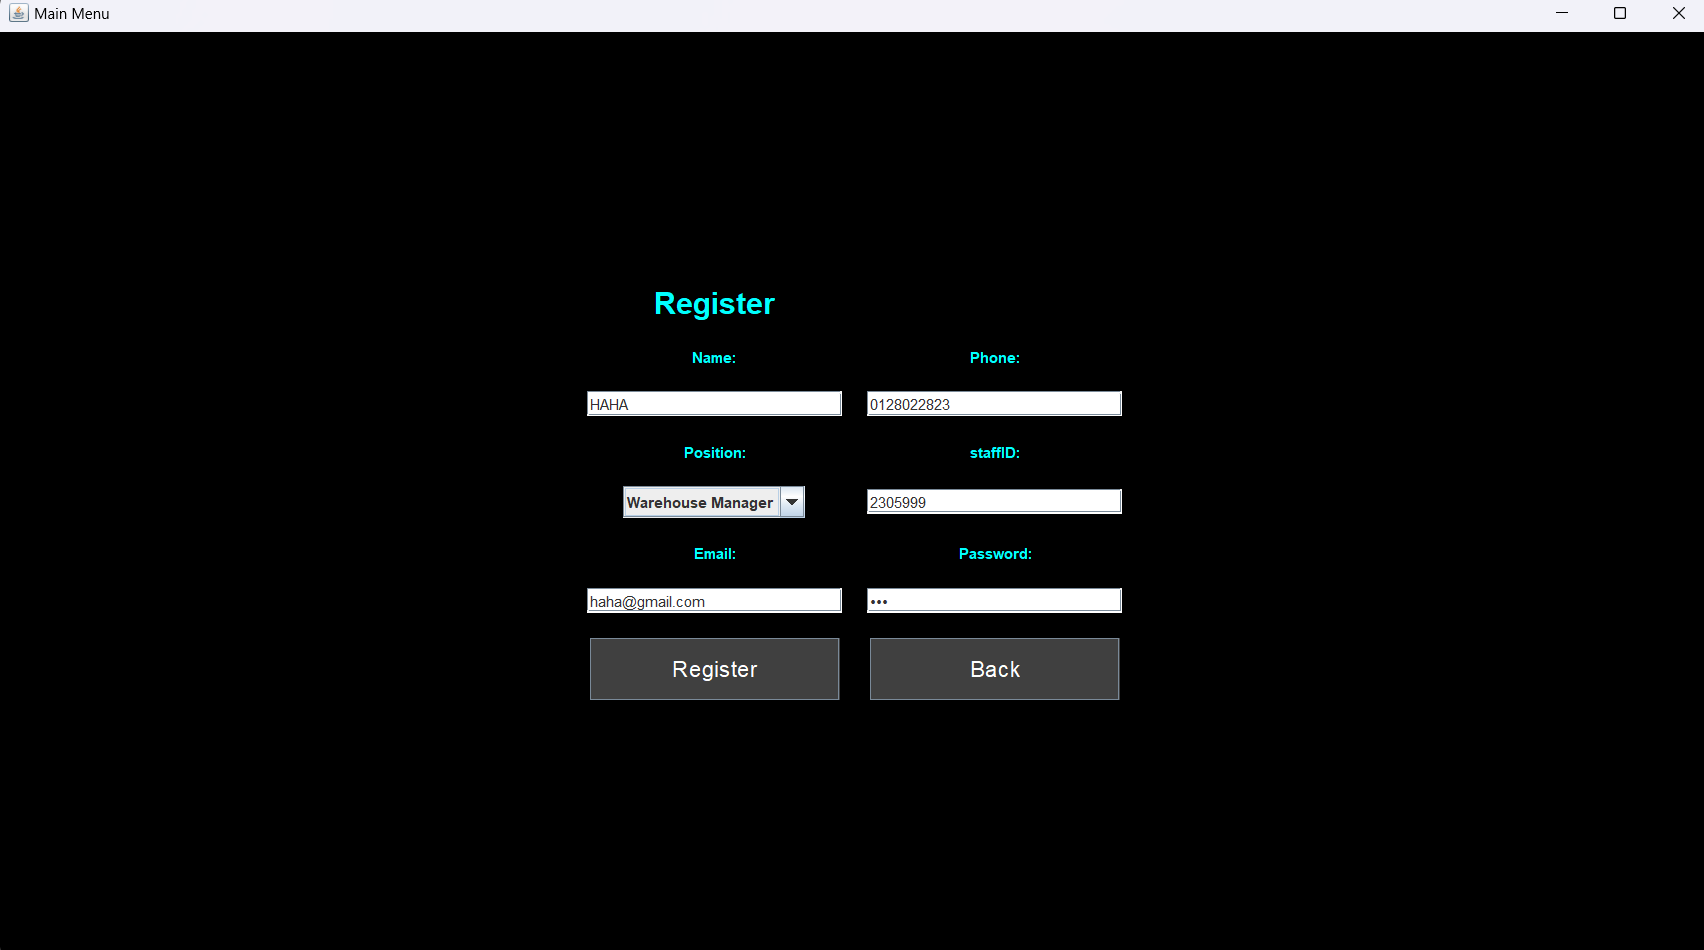 Main Menu
Register
Name: Phone:
HAHA 0128022823
Position: staffID:
Warehouse Manager 2305999
Email: Password:
haha@gmail.com •••
Register Back